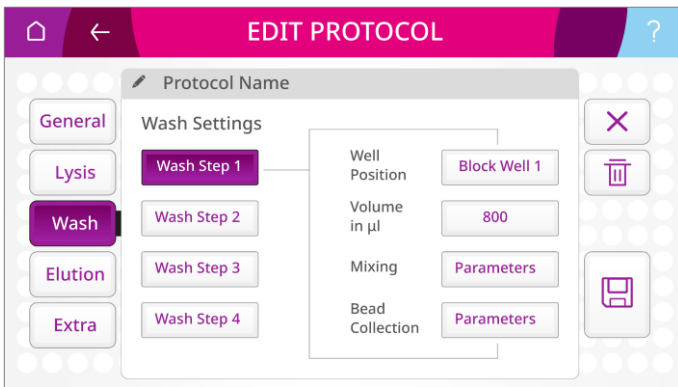 EDIT PROTOCOL
?
Protocol Name
General
Lysis
Wash
Elution
Extra
Wash Settings
Wash Step 1
Wash Step 2
Wash Step 3
Wash Step 4
Well
Position
Block Well 1
Volume
in µl
800
Mixing
Parameters
Bead
Collection
Parameters